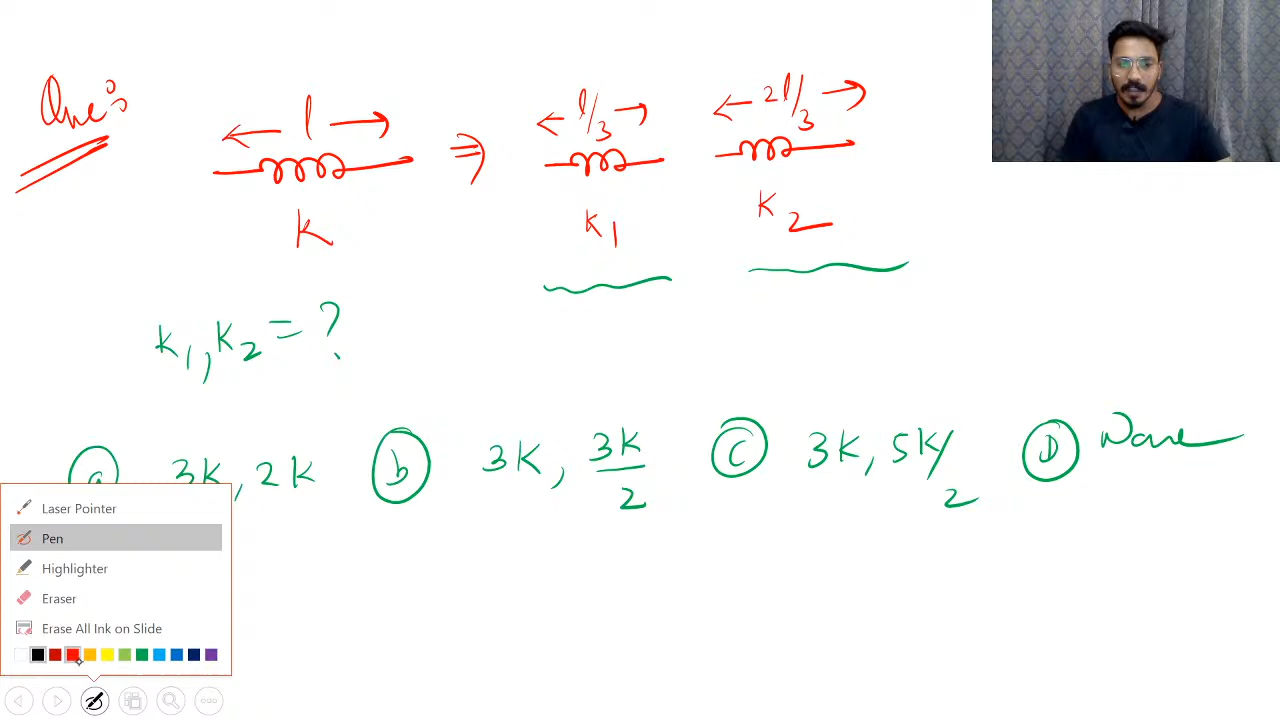 Que:
l ⇒ l/3 2l/3
K K1 K2
K1, K2 = ?
a 3K, 2K b 3K, 3K/2 C 3K, 5K/2 D None
Laser Pointer
Pen
Highlighter
Eraser
Erase All Ink on Slide